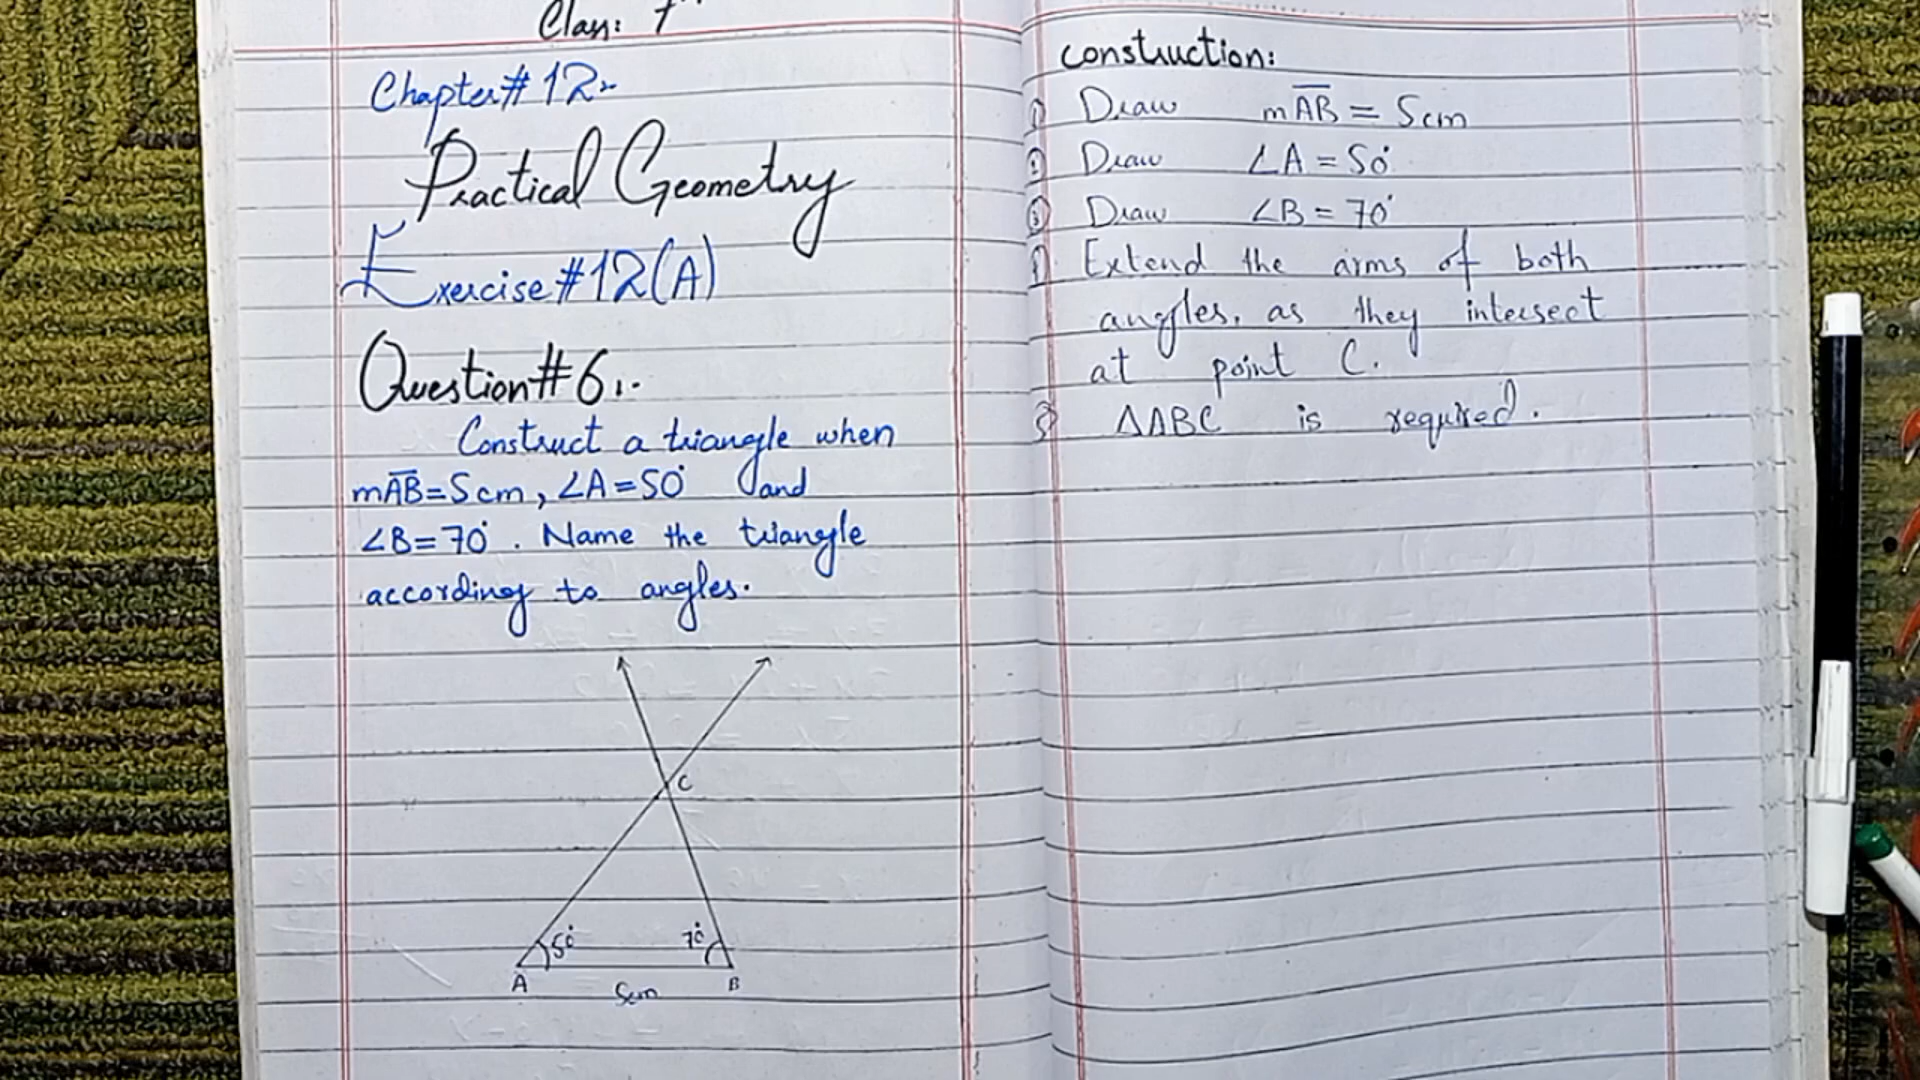 Class: 7th
Chapter# 12:-
Practical Geometry
Exercise #12(A)
Question#6:-
Construct a triangle when
mAB=5cm, ∠A=50° and
∠B=70°. Name the triangle
according to angles.
C
50° 70°
A 5cm B
construction:
① Draw mAB = 5cm
② Draw ∠A = 50°
③ Draw ∠B = 70°
④ Extend the arms of both
angles, as they intersect
at point C.
⑤ ΔABC is required.